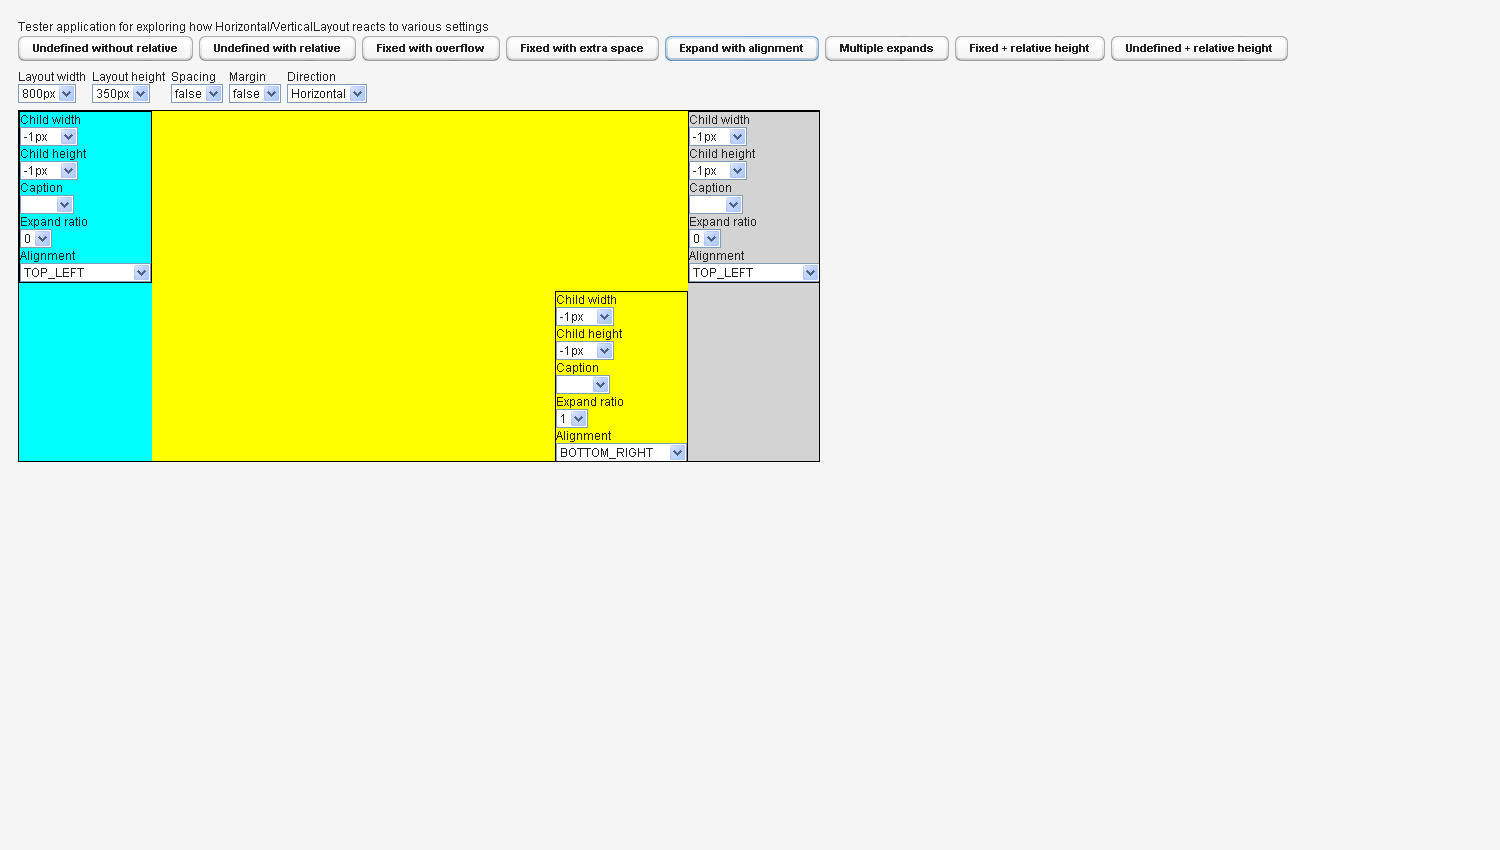 Tester application for exploring how Horizontal/VerticalLayout reacts to various settings
Undefined without relative Undefined with relative Fixed with overflow Fixed with extra space Expand with alignment Multiple expands Fixed + relative height Undefined + relative height
Layout width Layout height Spacing Margin Direction
800px 350px false false Horizontal
Child width
-1px
Child height
-1px
Caption
Expand ratio
0
Alignment
TOP_LEFT
Child width
-1px
Child height
-1px
Caption
Expand ratio
1
Alignment
BOTTOM_RIGHT
Child width
-1px
Child height
-1px
Caption
Expand ratio
0
Alignment
TOP_LEFT